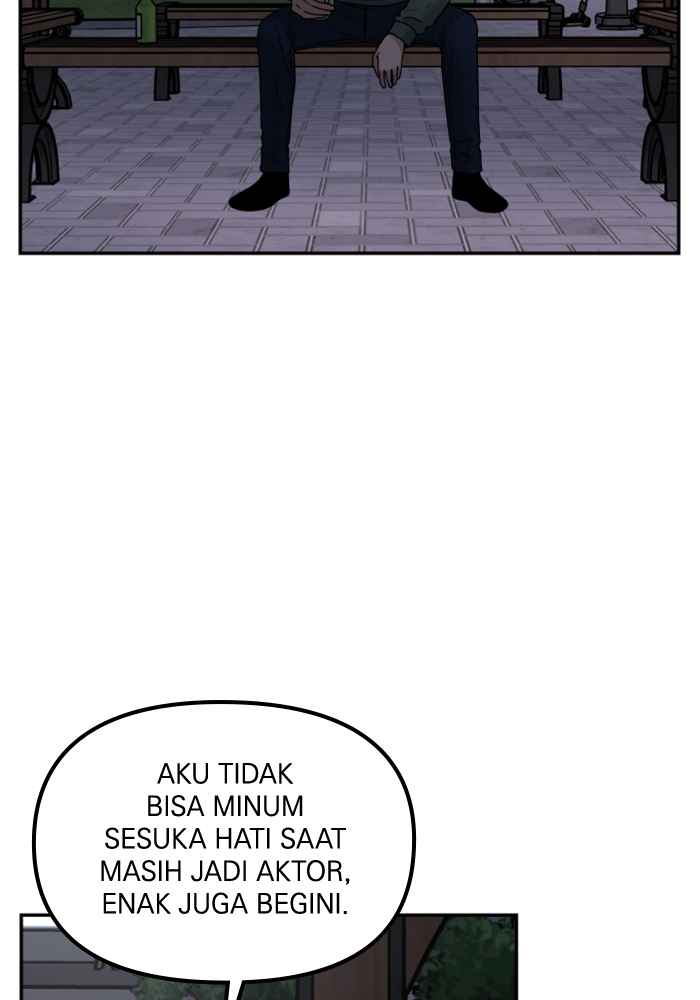 AKU TIDAK
BISA MINUM
SESUKA HATI SAAT
MASIH JADI AKTOR,
ENAK JUGA BEGINI.